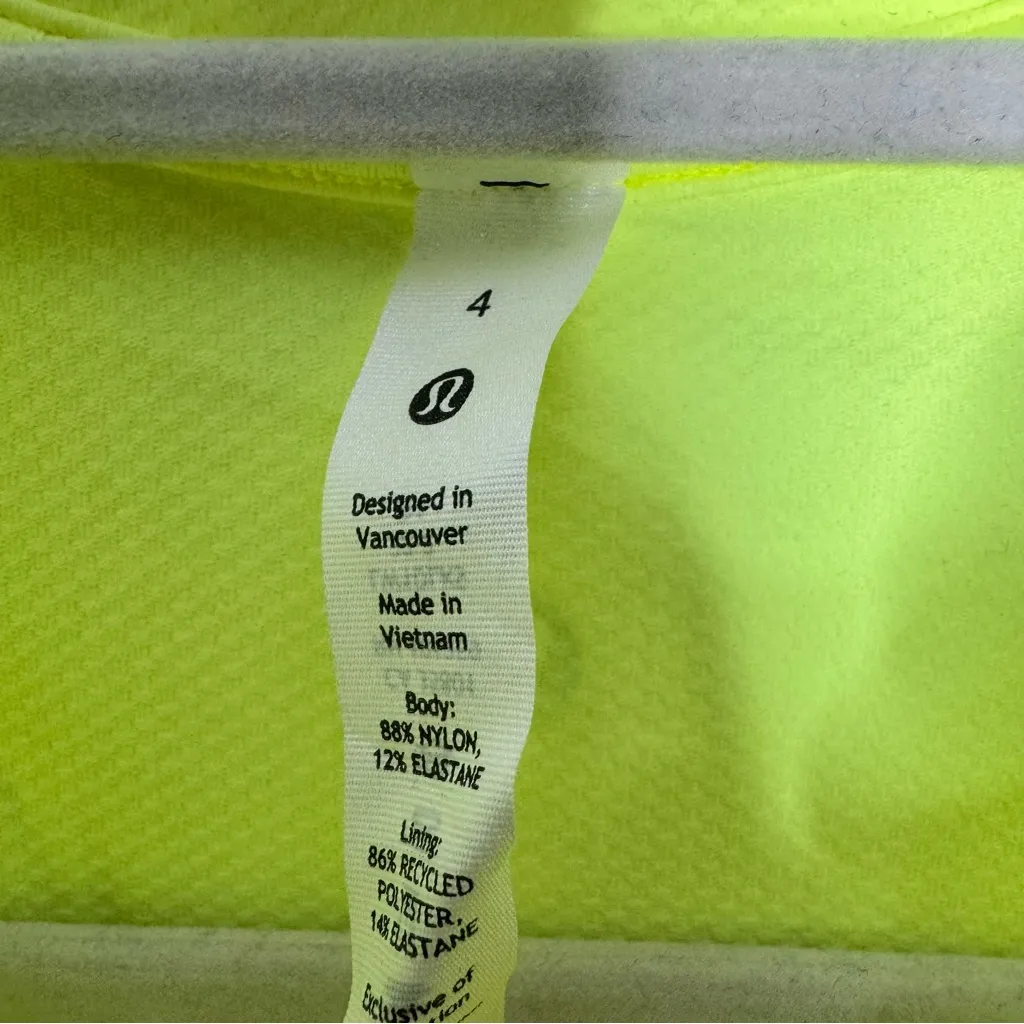 4
Designed in
Vancouver
Made in
Vietnam
Body:
88% NYLON,
12% ELASTANE
Lining:
86% RECYCLED
POLYESTER,
14% ELASTANE
Exclusive of